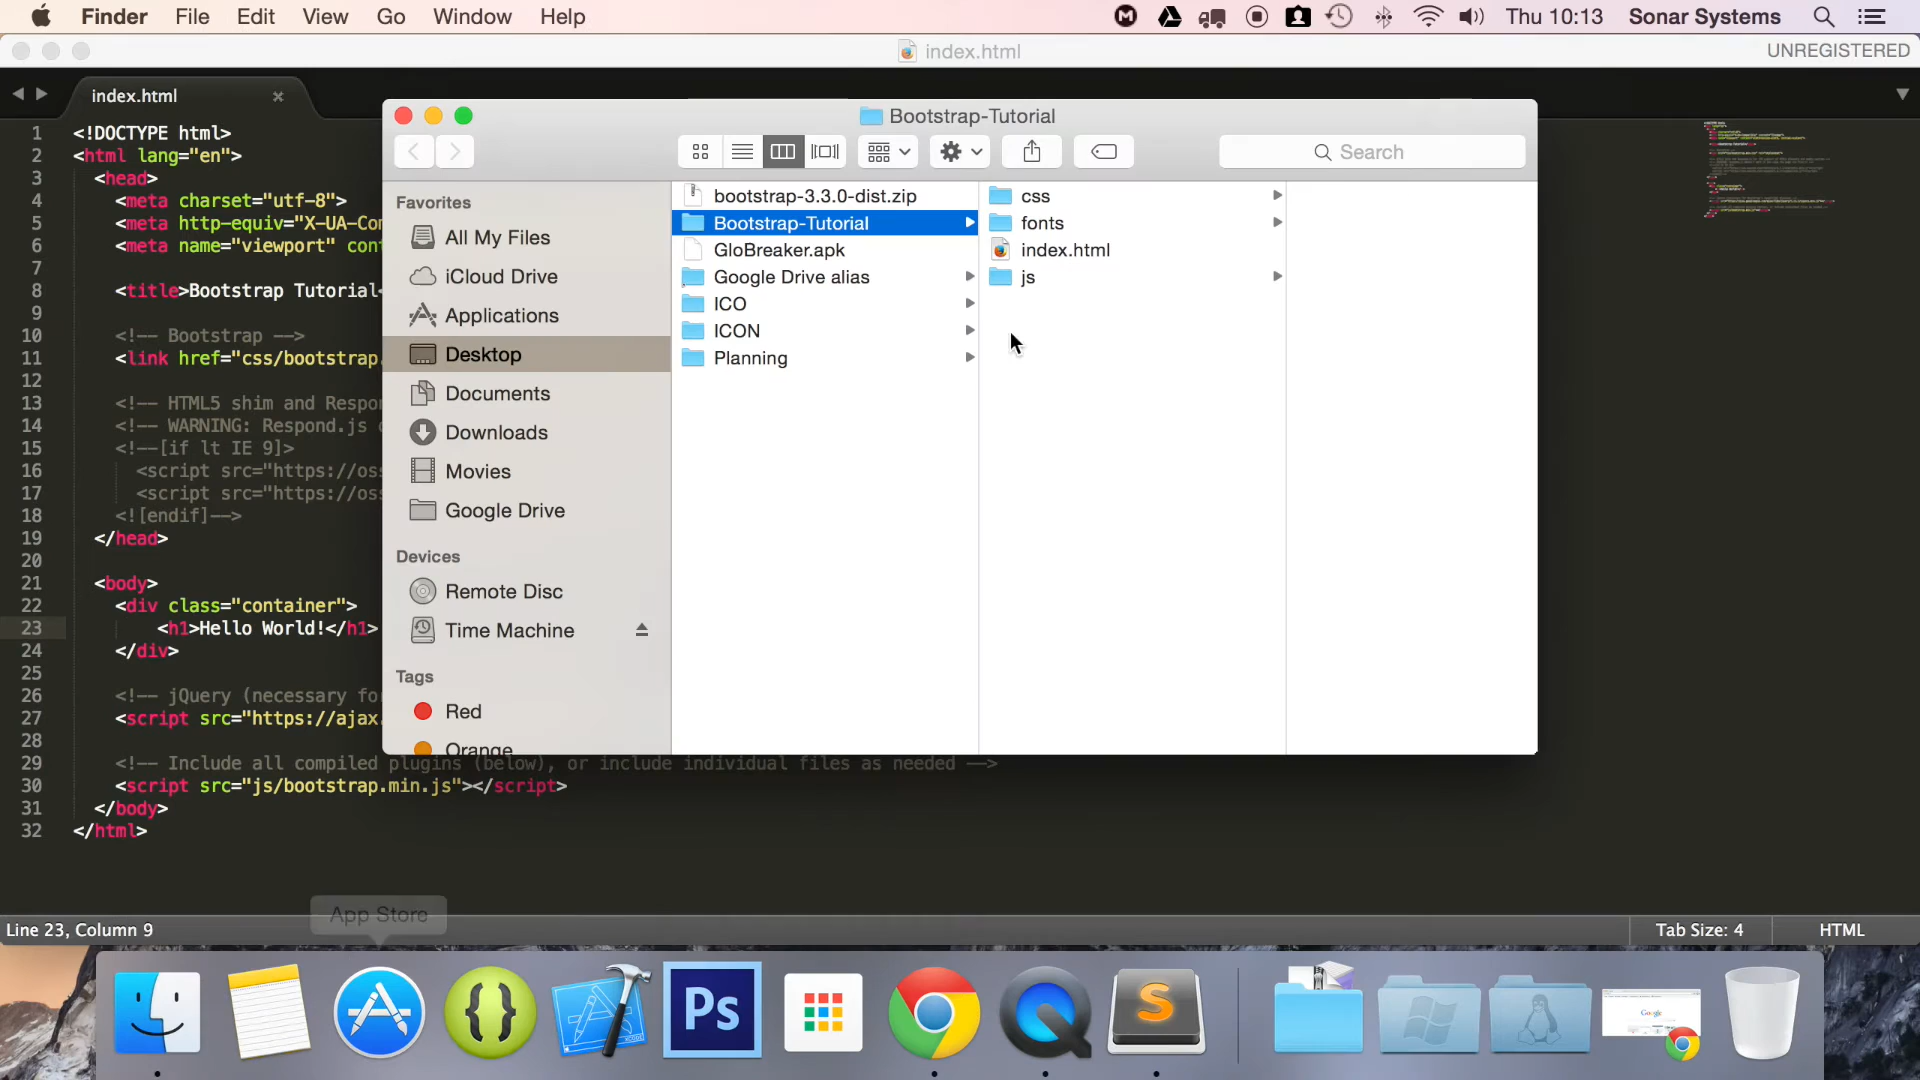 Finder File Edit View Go Window Help Thu 10:13 Sonar Systems
index.html UNREGISTERED
index.html
1 <!DOCTYPE html>
2 <html lang="en">
3 <head>
4 <meta charset="utf-8">
5 <meta http-equiv="X-UA-Com
6 <meta name="viewport" con
7
8 <title>Bootstrap Tutorial<
9
10 <!-- Bootstrap -->
11 <link href="css/bootstrap.
12
13 <!-- HTML5 shim and Respon
14 <!-- WARNING: Respond.js d
15 <!--[if lt IE 9]>
16 <script src="https://oss
17 <script src="https://oss
18 <![endif]-->
19 </head>
20
21 <body>
22 <div class="container">
23 <h1>Hello World!</h1>
24 </div>
25
26 <!-- jQuery (necessary fo
27 <script src="https://ajax.
28
29 <!-- Include all compiled plugins (below), or include individual files as needed -->
30 <script src="js/bootstrap.min.js"></script>
31 </body>
32 </html>
Bootstrap-Tutorial
Search
Favorites
All My Files
iCloud Drive
Applications
Desktop
Documents
Downloads
Movies
Google Drive
Devices
Remote Disc
Time Machine
Tags
Red
Orange
bootstrap-3.3.0-dist.zip
Bootstrap-Tutorial
GloBreaker.apk
Google Drive alias
ICO
ICON
Planning
css
fonts
index.html
js
App Store
Line 23, Column 9 Tab Size: 4 HTML
{} Ps S
Google